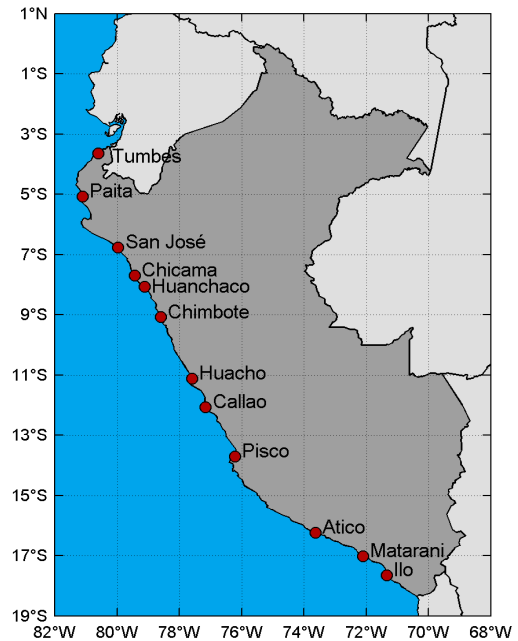 1°N
1°S
3°S
Tumbes
5°S
Paita
San José
7°S
Chicama
Huanchaco
9°S
Chimbote
11°S
Huacho
Callao
13°S
Pisco
15°S
Atico
17°S
Matarani
Ilo
19°S
82°W 80°W 78°W 76°W 74°W 72°W 70°W 68°W